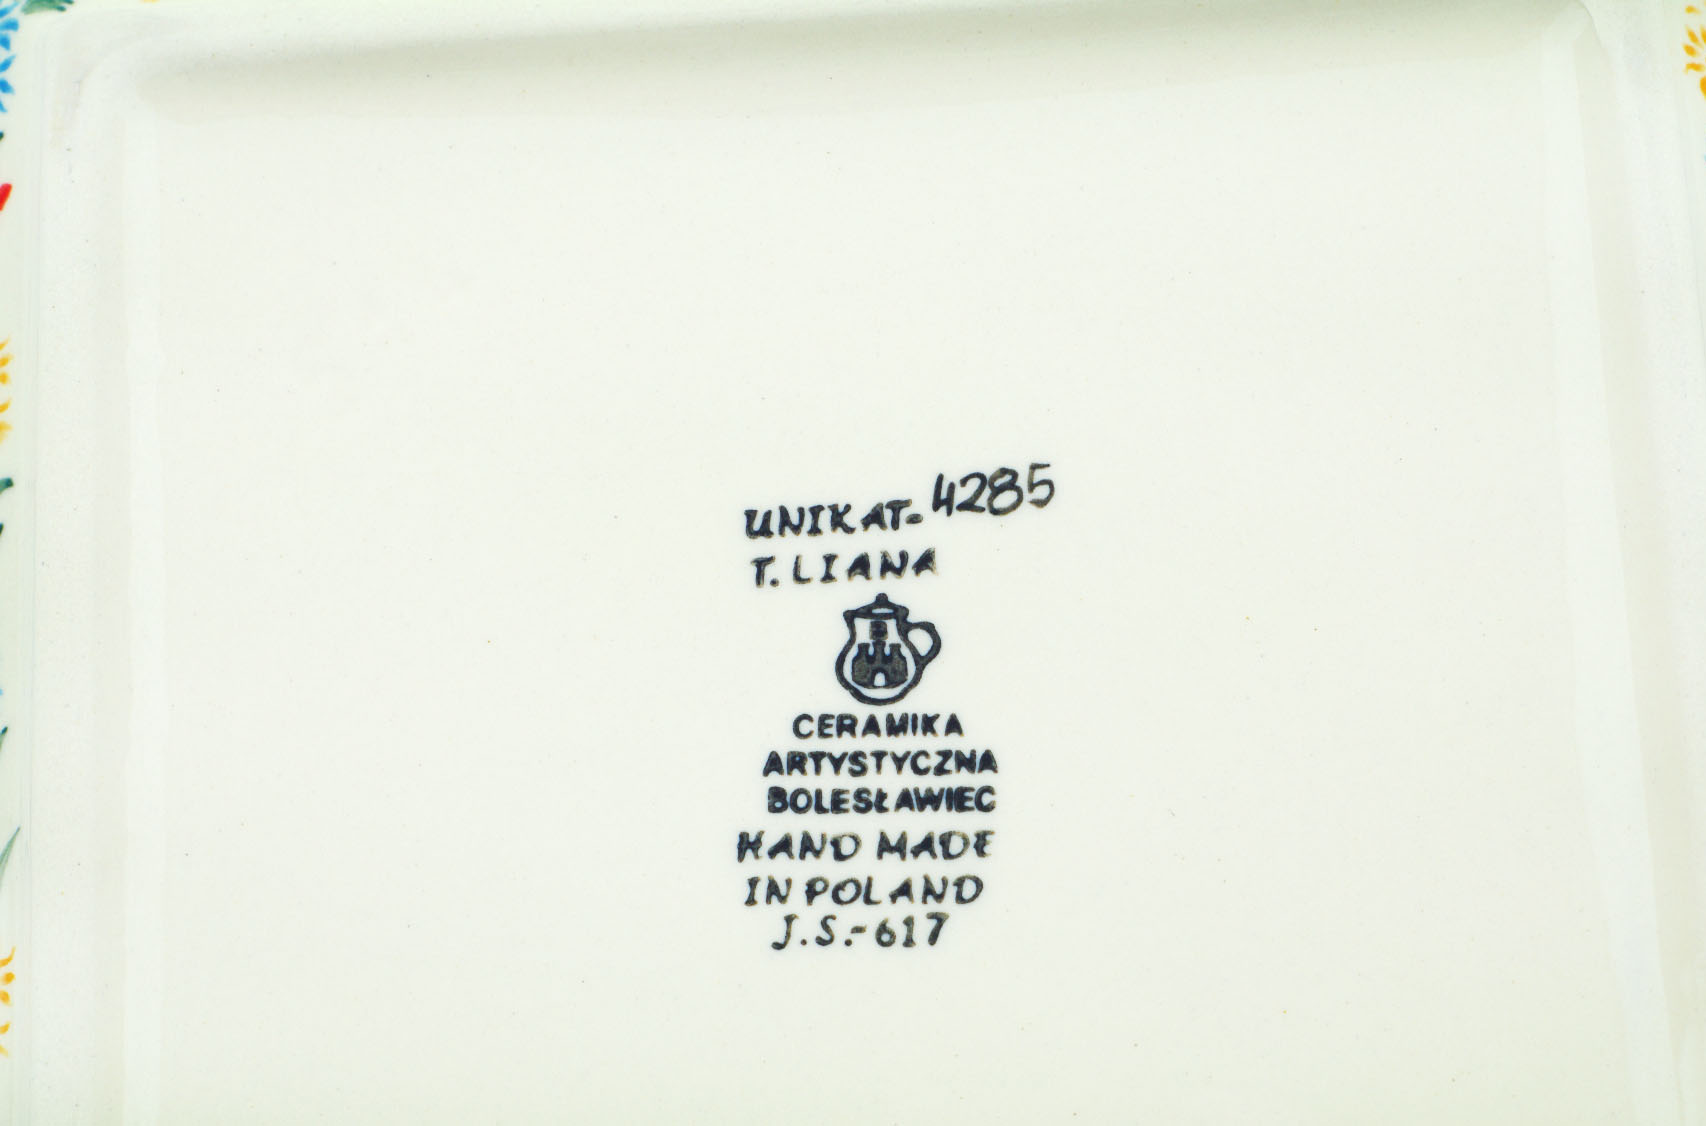 UNIKAT-4285
T. LIANA
B
CERAMIKA
ARTYSTYCZNA
BOLESŁAWIEC
HAND MADE
IN POLAND
J.S.-617